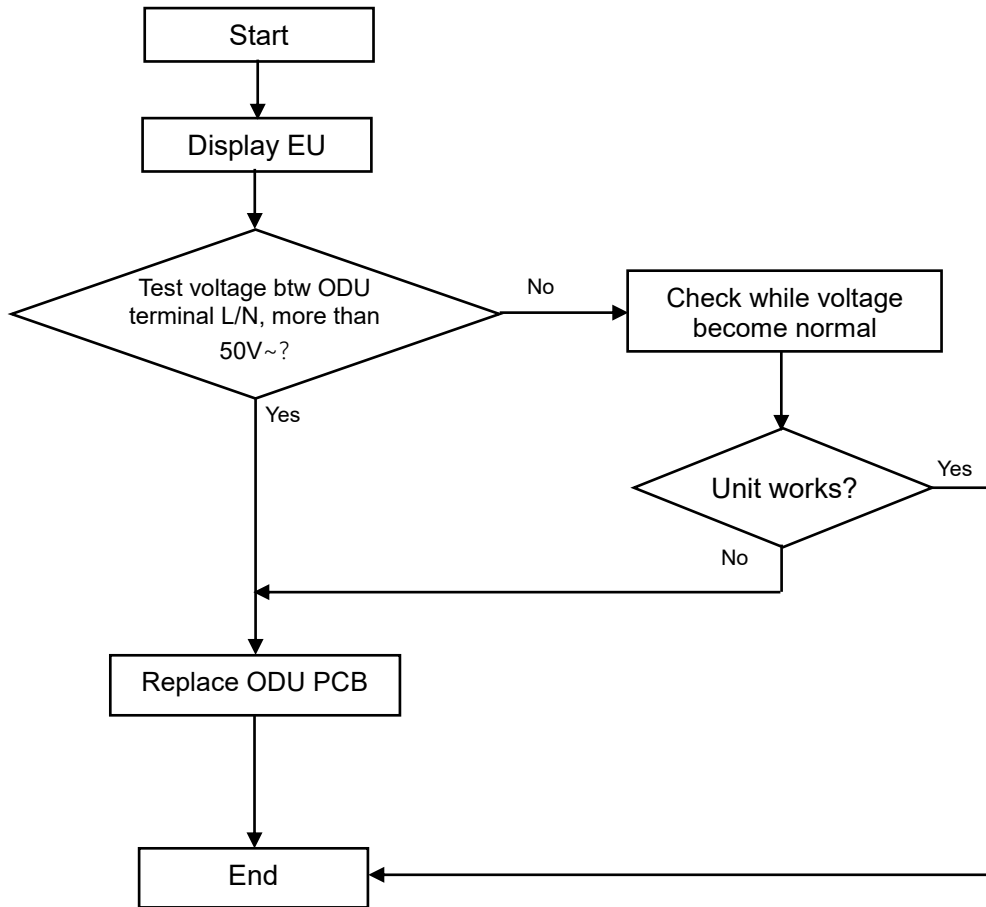 Start
Display EU
Test voltage btw ODU
terminal L/N, more than
50V~?
No
Check while voltage
become normal
Yes
Unit works?
Yes
No
Replace ODU PCB
End